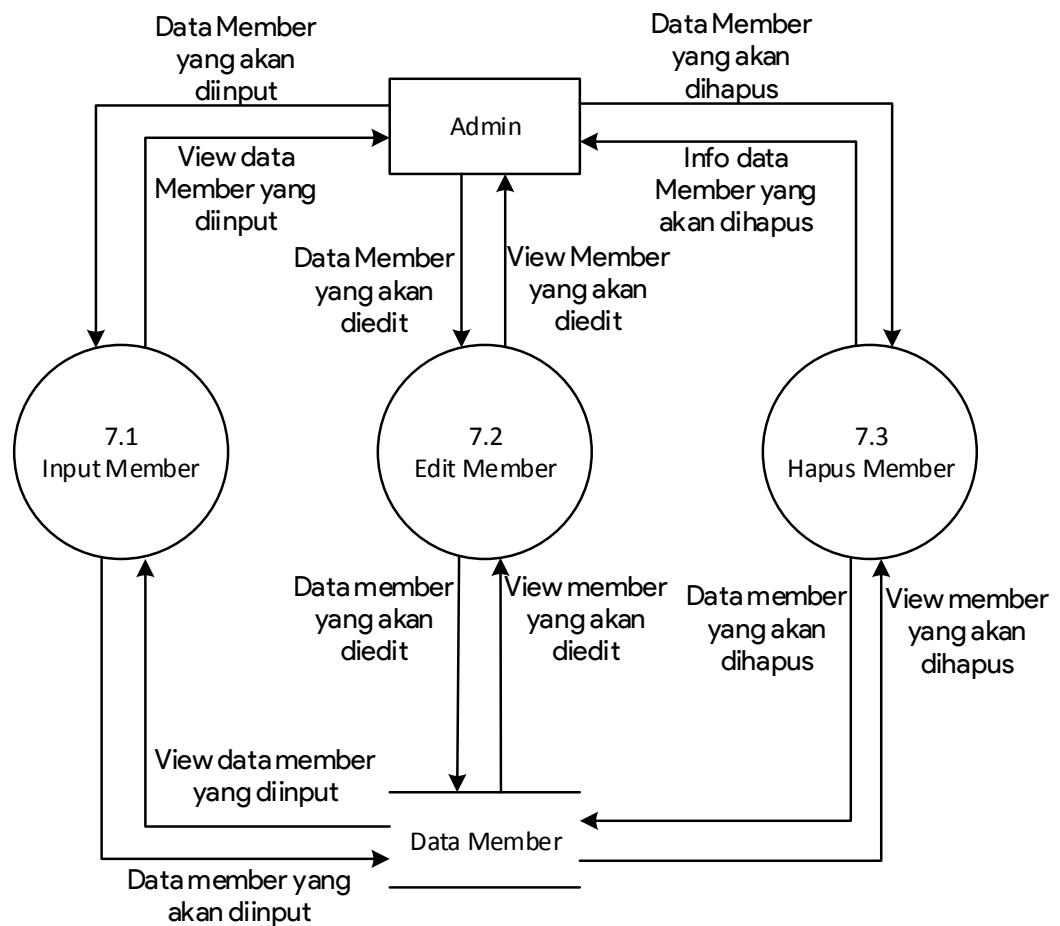 Data Member
yang akan
diinput
Data Member
yang akan
dihapus
Admin
View data
Member yang
diinput
Info data
Member yang
akan dihapus
Data Member
yang akan
diedit
View Member
yang akan
diedit
7.1
Input Member
7.2
Edit Member
7.3
Hapus Member
Data member
yang akan
diedit
View member
yang akan
diedit
Data member
yang akan
dihapus
View member
yang akan
dihapus
View data member
yang diinput
Data Member
Data member yang
akan diinput